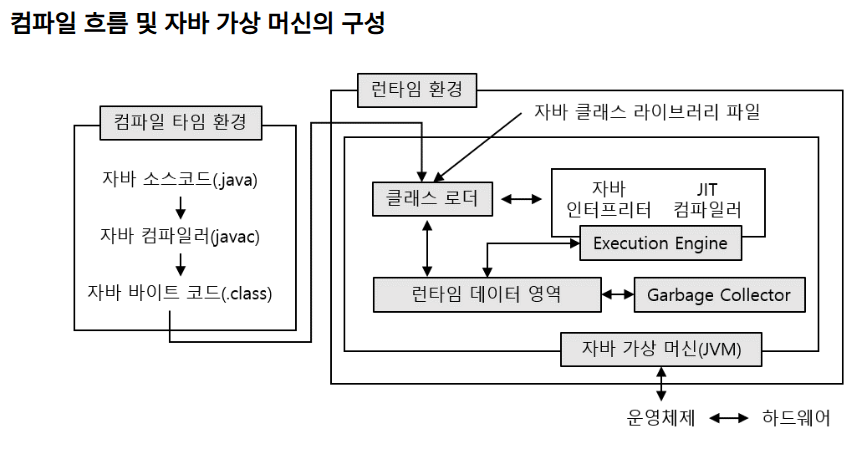 컴파일 흐름 및 자바 가상 머신의 구성
런타임 환경
자바 클래스 라이브러리 파일
컴파일 타임 환경
자바 소스코드(.java)
자바 컴파일러(javac)
자바 바이트 코드(.class)
클래스 로더
자바
인터프리터
JIT
컴파일러
Execution Engine
런타임 데이터 영역
Garbage Collector
자바 가상 머신(JVM)
운영체제
하드웨어